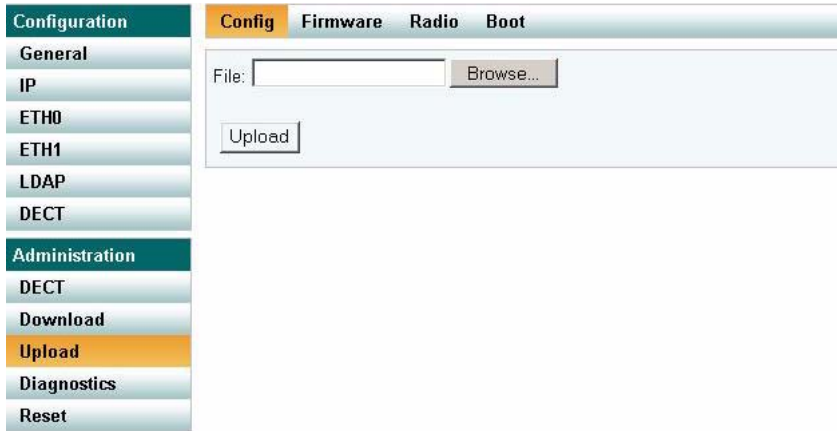 Configuration
General
IP
ETH0
ETH1
LDAP
DECT
Administration
DECT
Download
Upload
Diagnostics
Reset
Config Firmware Radio Boot
File: Browse...
Upload